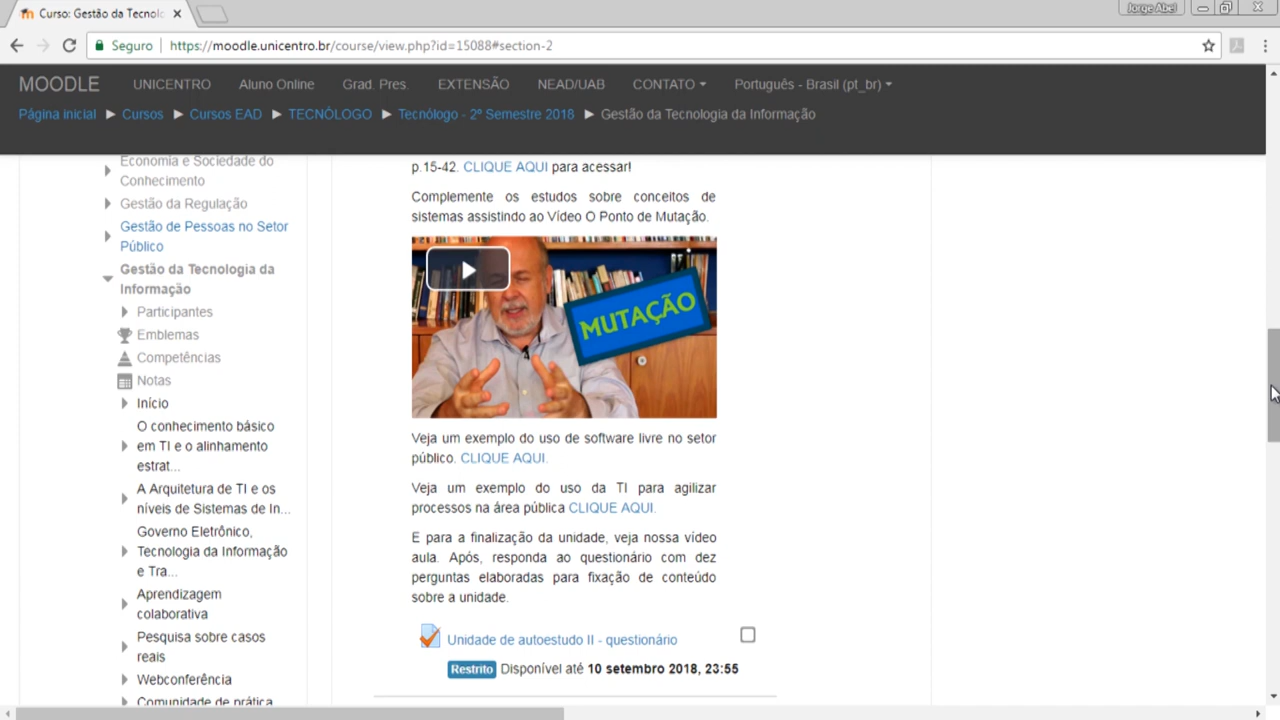 Curso: Gestão da Tecnolo
Jorge Abel
Seguro
https://moodle.unicentro.br/course/view.php?id=15088#section-2
MOODLE UNICENTRO Aluno Online Grad. Pres. EXTENSÃO NEAD/UAB CONTATO Português - Brasil (pt_br)
Página inicial ► Cursos ► Cursos EAD ► TECNÓLOGO ► Tecnólogo - 2º Semestre 2018 ► Gestão da Tecnologia da Informação
Economia e Sociedade do
Conhecimento
Gestão da Regulação
Gestão de Pessoas no Setor
Público
Gestão da Tecnologia da
Informação
Participantes
Emblemas
Competências
Notas
Início
O conhecimento básico
em TI e o alinhamento
estrat...
A Arquitetura de TI e os
níveis de Sistemas de In...
Governo Eletrônico,
Tecnologia da Informação
e Tra...
Aprendizagem
colaborativa
Pesquisa sobre casos
reais
Webconferência
Comunidade de prática
p.15-42. CLIQUE AQUI para acessar!
Complemente os estudos sobre conceitos de
sistemas assistindo ao Vídeo O Ponto de Mutação.
MUTAÇÃO
Veja um exemplo do uso de software livre no setor
público. CLIQUE AQUI.
Veja um exemplo do uso da TI para agilizar
processos na área pública CLIQUE AQUI.
E para a finalização da unidade, veja nossa vídeo
aula. Após, responda ao questionário com dez
perguntas elaboradas para fixação de conteúdo
sobre a unidade.
Unidade de autoestudo II - questionário
Restrito Disponível até 10 setembro 2018, 23:55